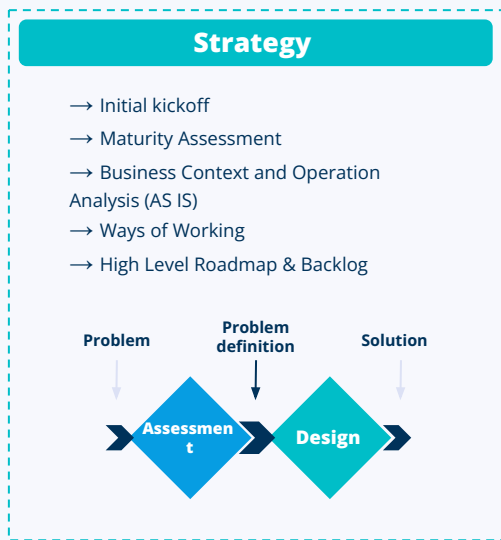 Strategy
→ Initial kickoff
→ Maturity Assessment
→ Business Context and Operation
Analysis (AS IS)
→ Ways of Working
→ High Level Roadmap & Backlog
Problem
Problem
definition
Solution
Assessmen
t
Design